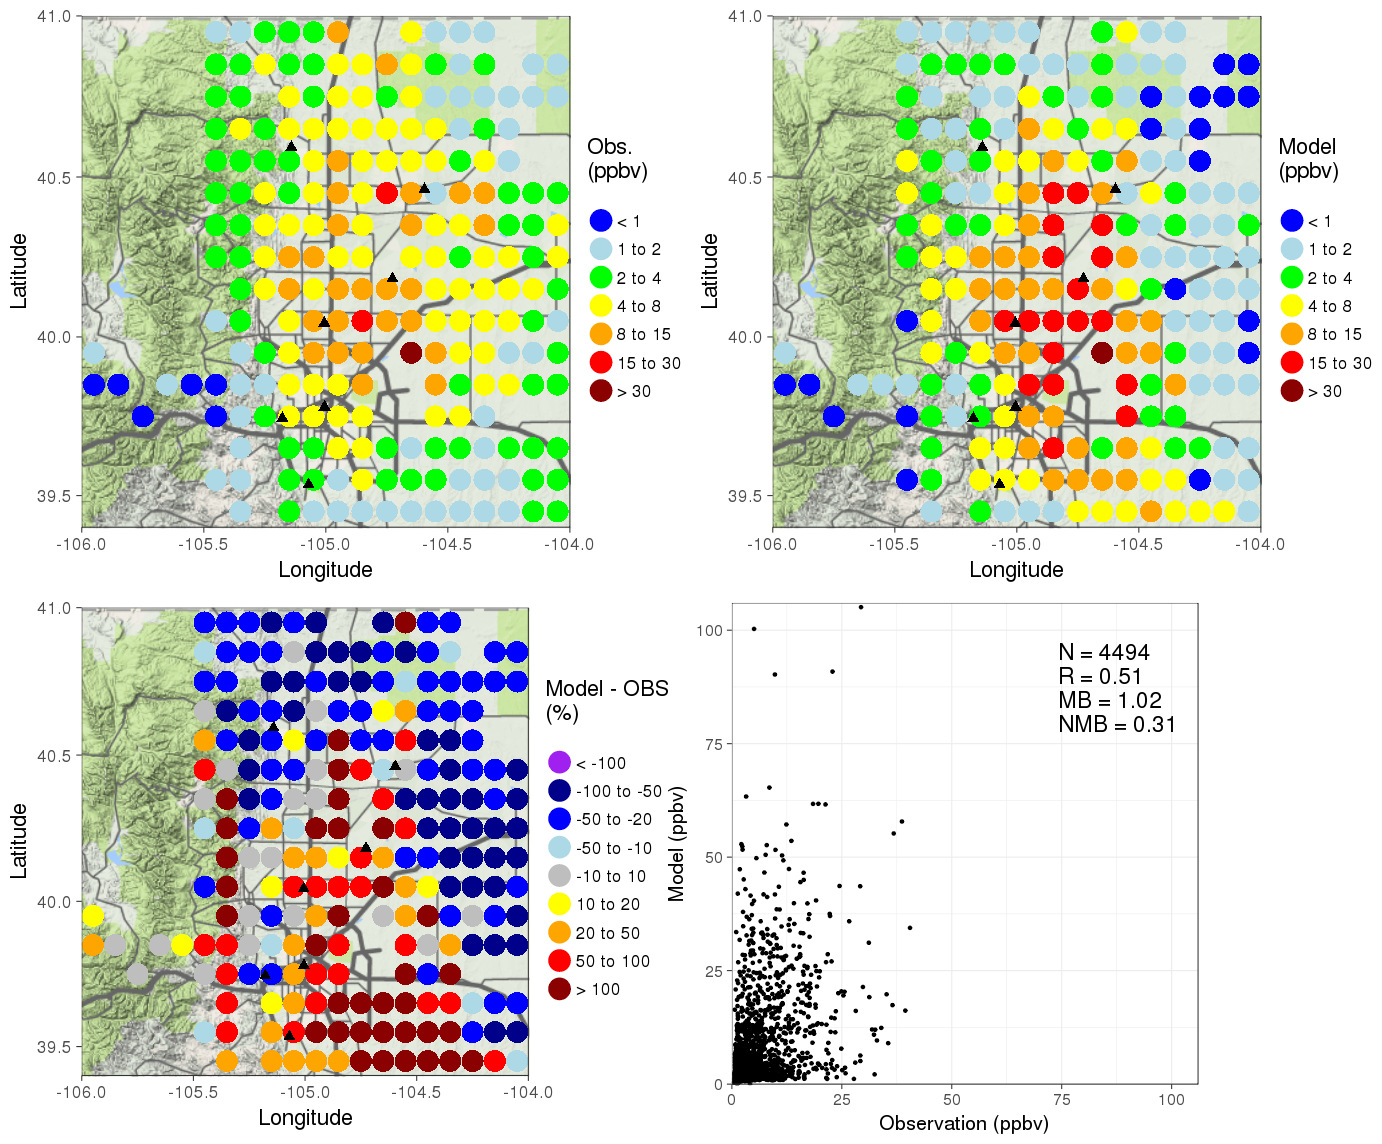 41.0
40.5
40.0
39.5
Latitude
-106.0
-105.5
-105.0
-104.5
-104.0
Longitude
Obs.
(ppbv)
< 1
1 to 2
2 to 4
4 to 8
8 to 15
15 to 30
> 30
41.0
40.5
40.0
39.5
Latitude
-106.0
-105.5
-105.0
-104.5
-104.0
Longitude
Model
(ppbv)
< 1
1 to 2
2 to 4
4 to 8
8 to 15
15 to 30
> 30
41.0
40.5
40.0
39.5
Latitude
-106.0
-105.5
-105.0
-104.5
-104.0
Longitude
Model - OBS
(%)
< -100
-100 to -50
-50 to -20
-50 to -10
-10 to 10
10 to 20
20 to 50
50 to 100
> 100
100
75
50
25
0
Model (ppbv)
N = 4494
R = 0.51
MB = 1.02
NMB = 0.31
0
25
50
75
100
Observation (ppbv)